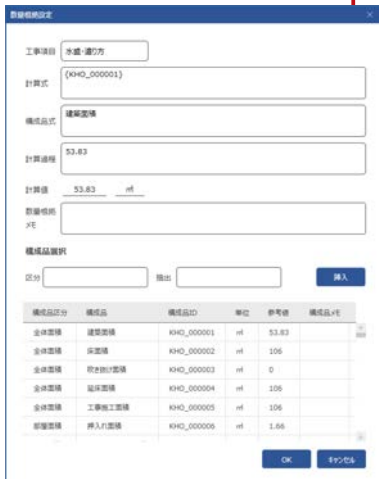 数量根拠設定
工事項目 水盛・遣り方
計算式 {KHO_000001}
構成品式 建築面積
計算過程 53.83
計算値 53.83 ㎡
数量根拠
メモ
構成品選択
区分 抽出 挿入
構成品区分 構成品 構成品ID 単位 参考値 構成品メモ
全体面積 建築面積 KHO_000001 ㎡ 53.83
全体面積 床面積 KHO_000002 ㎡ 106
全体面積 吹き抜け面積 KHO_000003 ㎡ 0
全体面積 延床面積 KHO_000004 ㎡ 106
全体面積 工事施工面積 KHO_000005 ㎡ 106
部屋面積 押入れ面積 KHO_000006 ㎡ 1.66
OK キャンセル